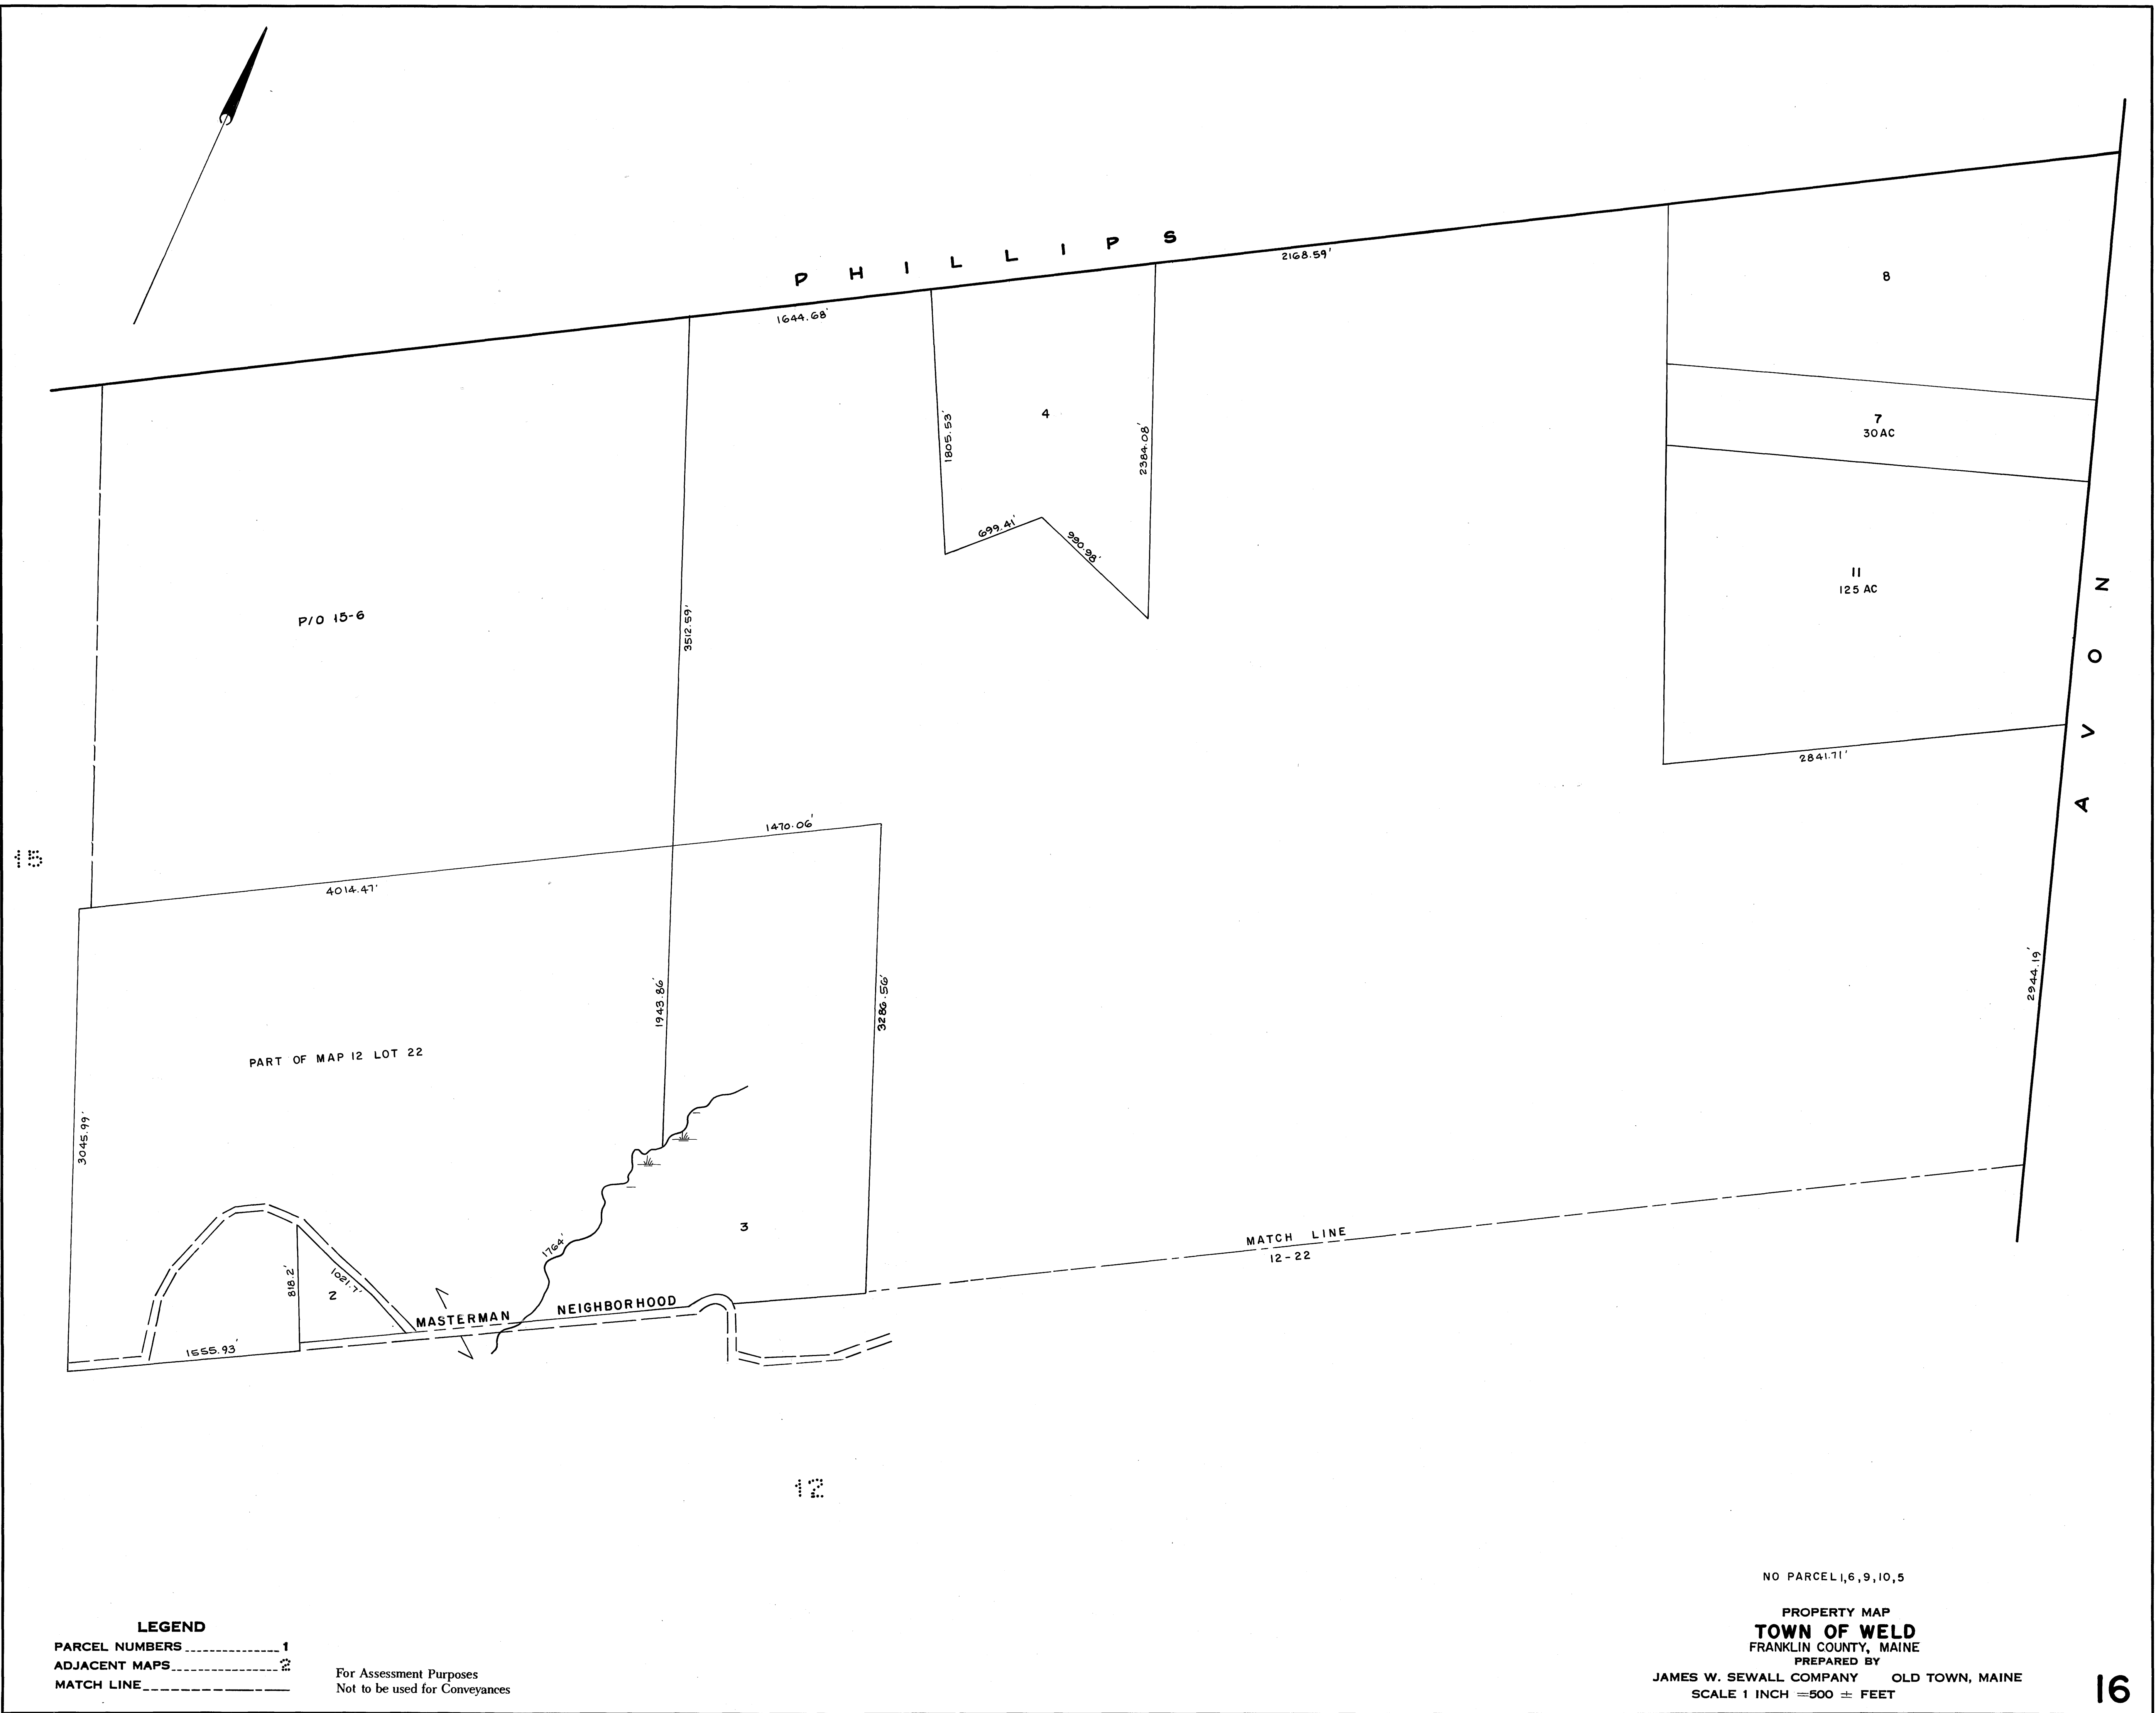 PHILLIPS
2168.59'
1644.68'
8
4
7
30 AC
1805.53'
2384.08'
699.41'
990.98'
11
125 AC
AVON
P/O 15-6
3512.59'
2841.71'
1470.06'
15
4014.47'
1943.86'
3286.56'
2944.19'
PART OF MAP 12 LOT 22
3045.99'
1764'
3
MATCH LINE
12-22
818.2'
1021.7'
2
MASTERMAN NEIGHBORHOOD
1555.93'
12
NO PARCEL 1,6,9,10,5
PROPERTY MAP
TOWN OF WELD
FRANKLIN COUNTY, MAINE
PREPARED BY
JAMES W. SEWALL COMPANY OLD TOWN, MAINE
SCALE 1 INCH = 500 ± FEET
16
LEGEND
PARCEL NUMBERS 1
ADJACENT MAPS 2
MATCH LINE
For Assessment Purposes
Not to be used for Conveyances